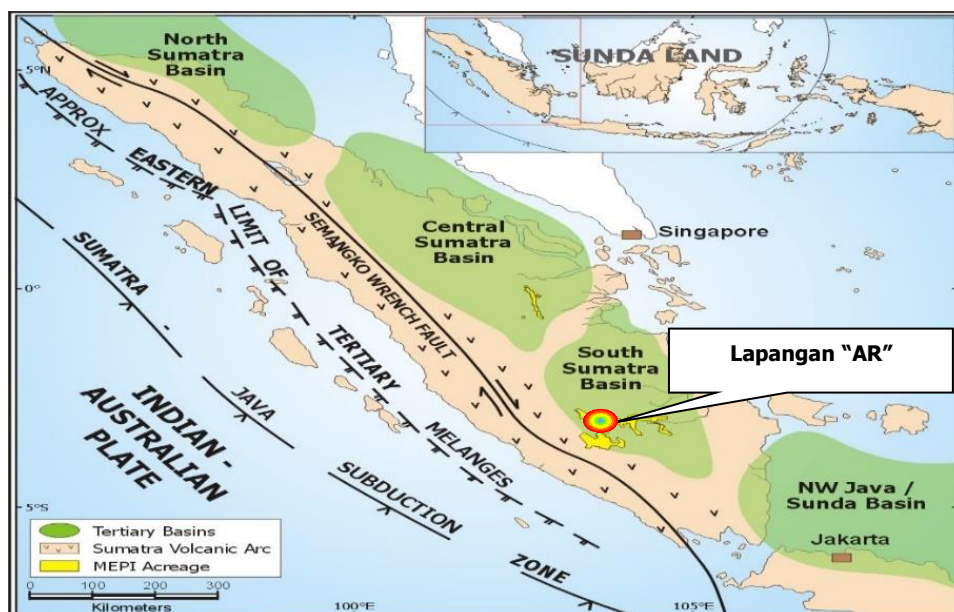 North
Sumatra
Basin
SUNDA LAND
5°N
APPROX
EASTERN
LIMIT OF
TERTIARY
MELANGES
SEMANGKO WRENCH FAULT
Central
Sumatra
Basin
Singapore
0°
SUMATRA
JAVA
SUBDUCTION
ZONE
South
Sumatra
Basin
Lapangan “AR”
INDIAN -
AUSTRALIAN
PLATE
NW Java /
Sunda Basin
Jakarta
5°S
Tertiary Basins
Sumatra Volcanic Arc
MEPI Acreage
0 100 200 300
Kilometers
100°E
105°E